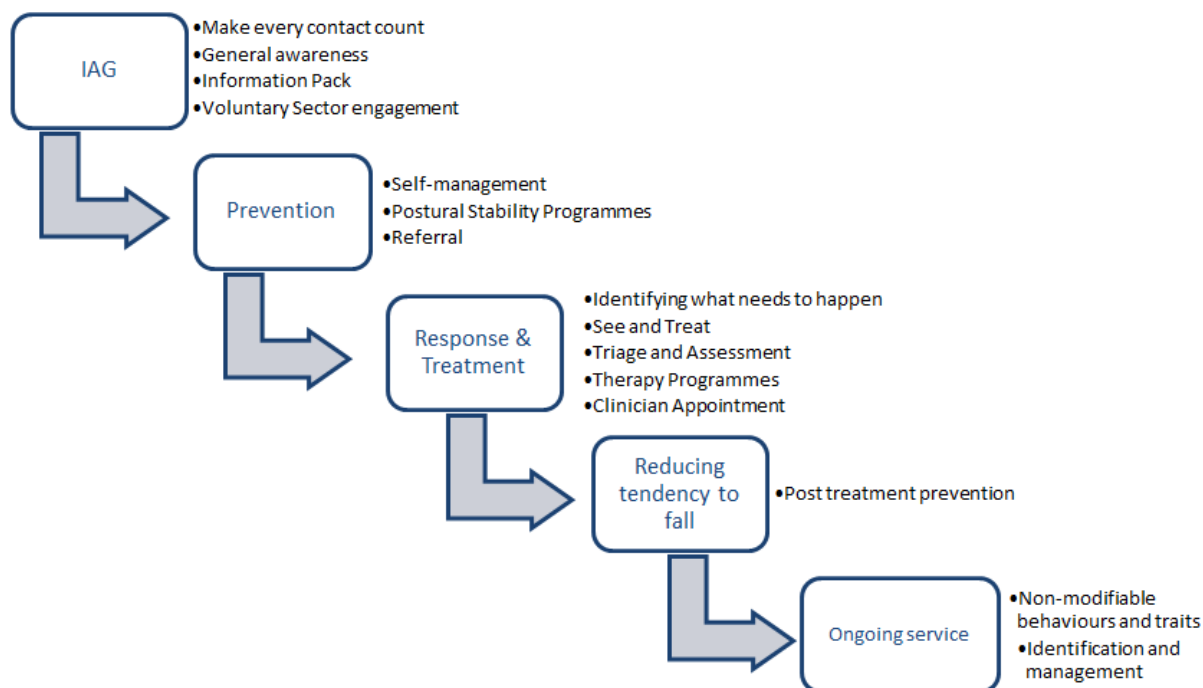 IAG
•Make every contact count
•General awareness
•Information Pack
•Voluntary Sector engagement
Prevention
•Self-management
•Postural Stability Programmes
•Referral
Response &
Treatment
•Identifying what needs to happen
•See and Treat
•Triage and Assessment
•Therapy Programmes
•Clinician Appointment
Reducing
tendency to
fall
•Post treatment prevention
Ongoing service
•Non-modifiable
behaviours and traits
•Identification and
management